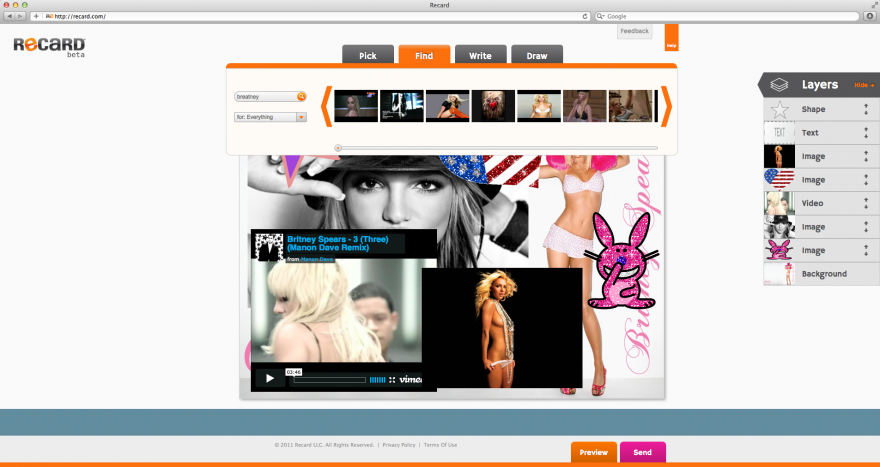 Recard
http://recard.com/
Google
Feedback
Help
RECARD
beta
Pick
Find
Write
Draw
breatney
for: Everything
Layers
Hide
Shape
TEXT
Text
Image
Image
Video
Image
Image
Background
Britney Spea
Britney Spears - 3 (Three)
(Manon Dave Remix)
from Manon Dave
03:46
vime
© 2011 Recard LLC. All Rights Reserved. | Privacy Policy | Terms Of Use
Preview
Send